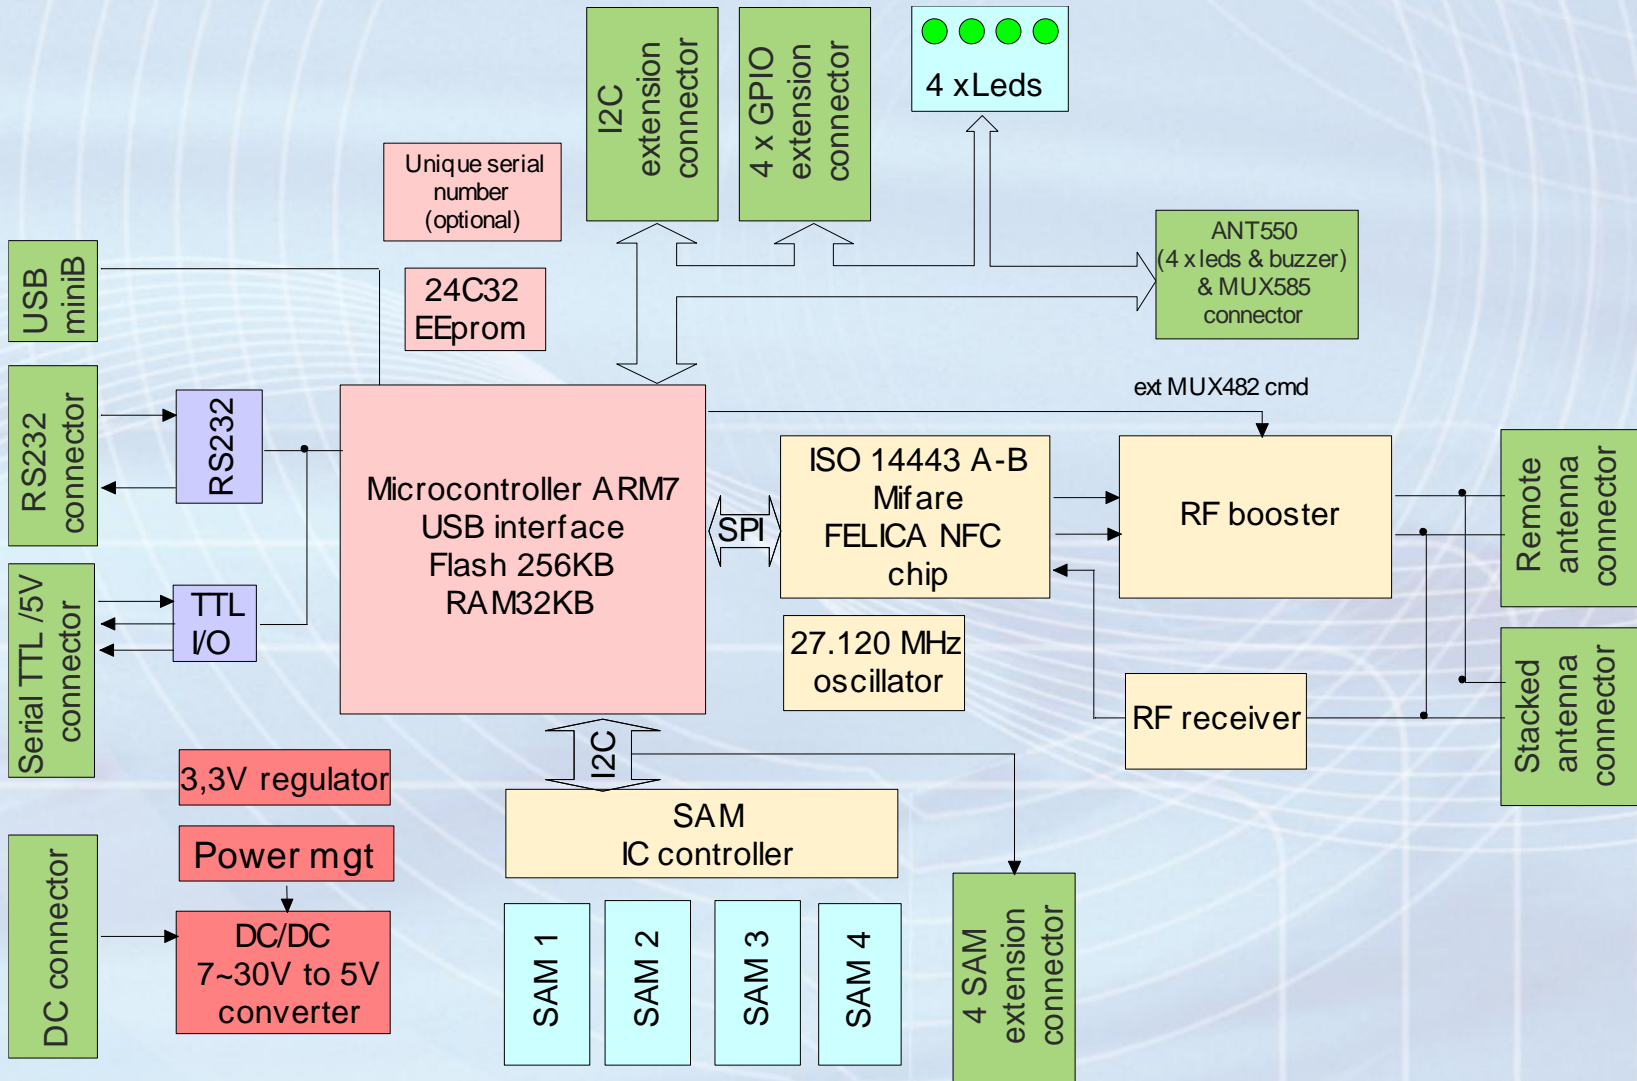 I2C
extension
connector
4 x GPIO
extension
connector
4 xLeds
Unique serial
number
(optional)
24C32
EEprom
ANT550
(4 x leds & buzzer)
& MUX585
connector
USB
miniB
RS232
connector
RS232
Serial TTL /5V
connector
TTL
I/O
Microcontroller ARM7
USB interface
Flash 256KB
RAM32KB
SPI
ext MUX482 cmd
ISO 14443 A-B
Mifare
FELICA NFC
chip
27.120 MHz
oscillator
RF booster
RF receiver
Remote
antenna
connector
Stacked
antenna
connector
3,3V regulator
Power mgt
DC/DC
7~30V to 5V
converter
DC connector
I2C
SAM
IC controller
SAM 1
SAM 2
SAM 3
SAM 4
4 SAM
extension
connector